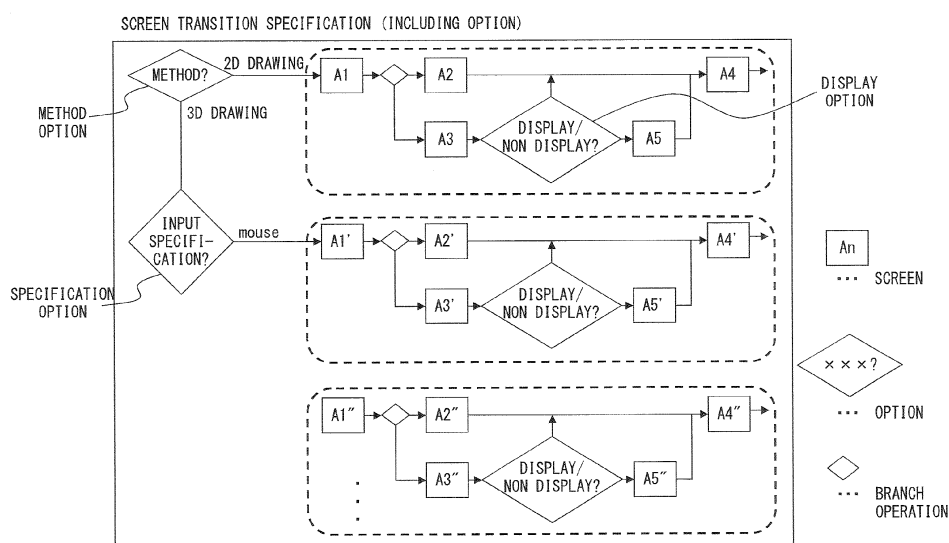 SCREEN TRANSITION SPECIFICATION (INCLUDING OPTION)
METHOD?
2D DRAWING
A1
A2
A4
DISPLAY
OPTION
METHOD
OPTION
3D DRAWING
A3
DISPLAY/
NON DISPLAY?
A5
INPUT
SPECIFI-
CATION?
mouse
A1'
A2'
A4'
An
... SCREEN
SPECIFICATION
OPTION
A3'
DISPLAY/
NON DISPLAY?
A5'
×××?
... OPTION
A1"
A2"
A4"
A3"
DISPLAY/
NON DISPLAY?
A5"
... BRANCH
OPERATION